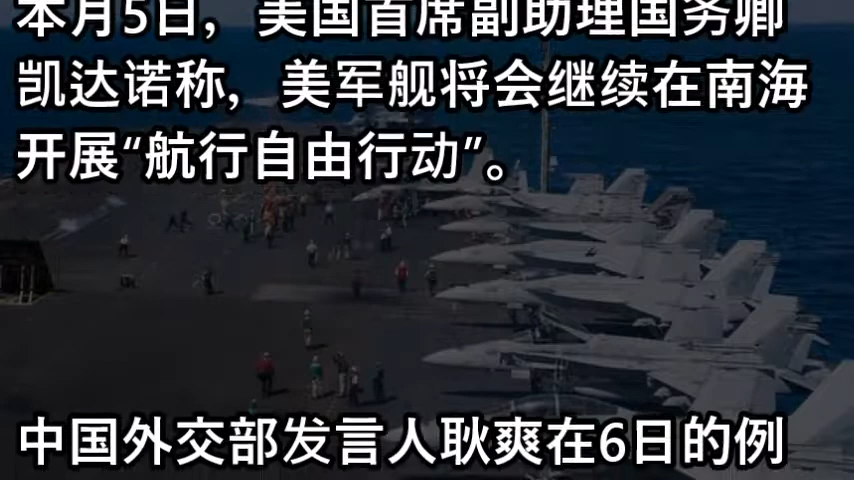 本月5日，美国首席副助理国务卿
凯达诺称，美军舰将会继续在南海
开展“航行自由行动”。
中国外交部发言人耿爽在6日的例